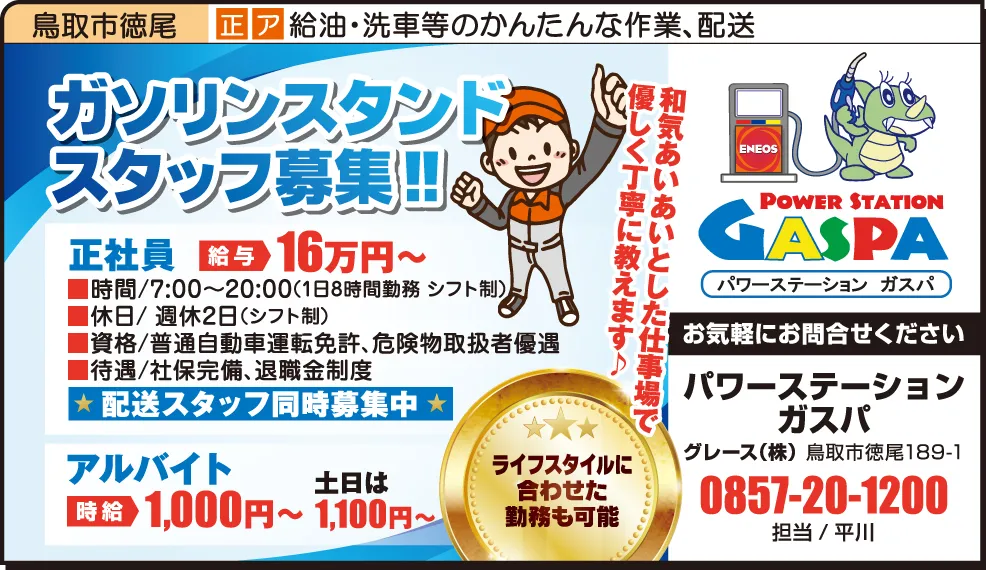 鳥取市徳尾
正 ア 給油・洗車等のかんたんな作業、配送
ガソリンスタンド
スタッフ募集!!
和気あいあいとした仕事場で
優しく丁寧に教えます♪
正社員 給与 16万円〜
■時間/7:00〜20:00(1日8時間勤務 シフト制)
■休日/ 週休2日(シフト制)
■資格/普通自動車運転免許、危険物取扱者優遇
■待遇/社保完備、退職金制度
★ 配送スタッフ同時募集中 ★
アルバイト
時給 1,000円〜
土日は
1,100円〜
ライフスタイルに
合わせた
勤務も可能
ENEOS
POWER STATION
GASPA
パワーステーション ガスパ
お気軽にお問合せください
パワーステーション
ガスパ
グレース(株) 鳥取市徳尾189-1
0857-20-1200
担当 / 平川